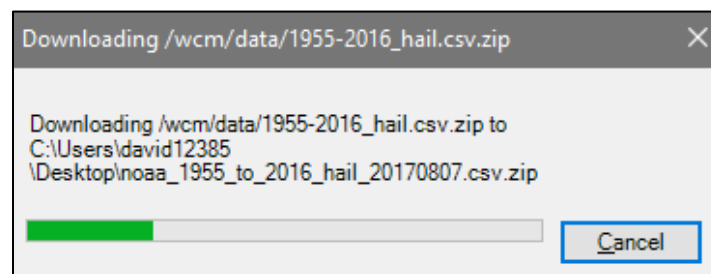 Downloading /wcm/data/1955-2016_hail.csv.zip
Downloading /wcm/data/1955-2016_hail.csv.zip to
C:\Users\david12385
\Desktop\noaa_1955_to_2016_hail_20170807.csv.zip
Cancel